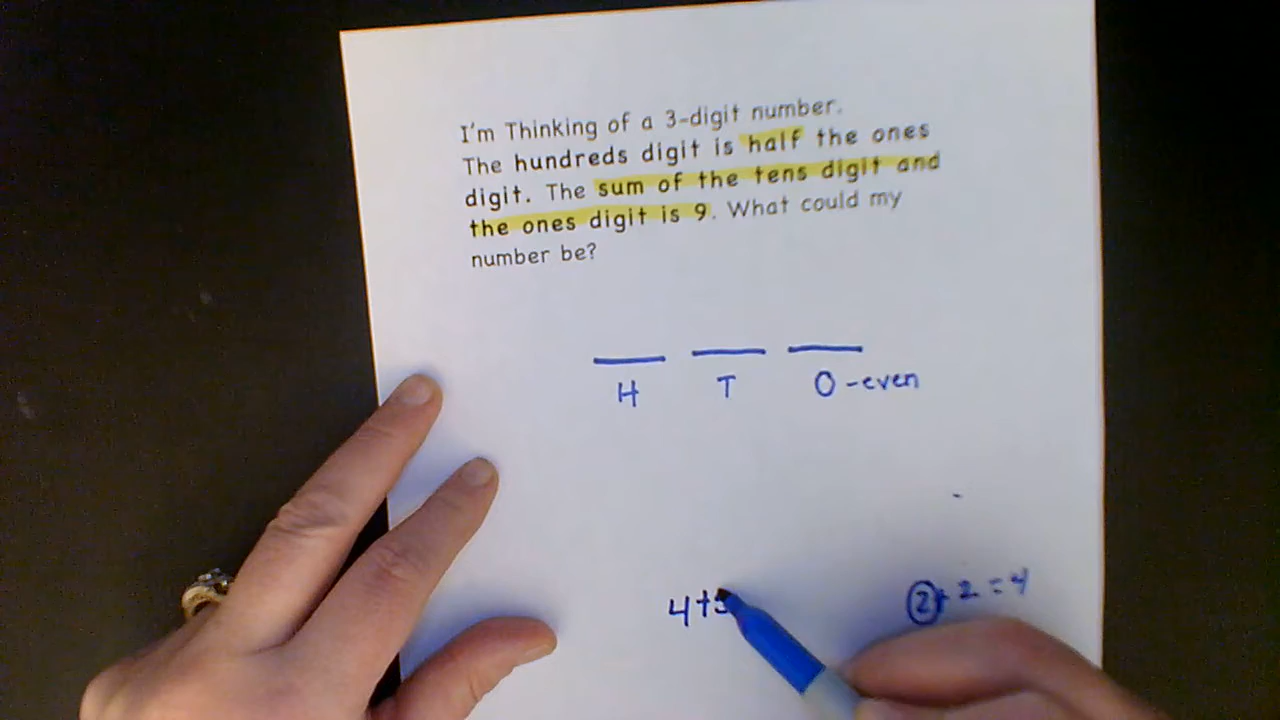 I'm Thinking of a 3-digit number.
The hundreds digit is half the ones
digit. The sum of the tens digit and
the ones digit is 9. What could my
number be?
H T O-even
2+2=4
4+